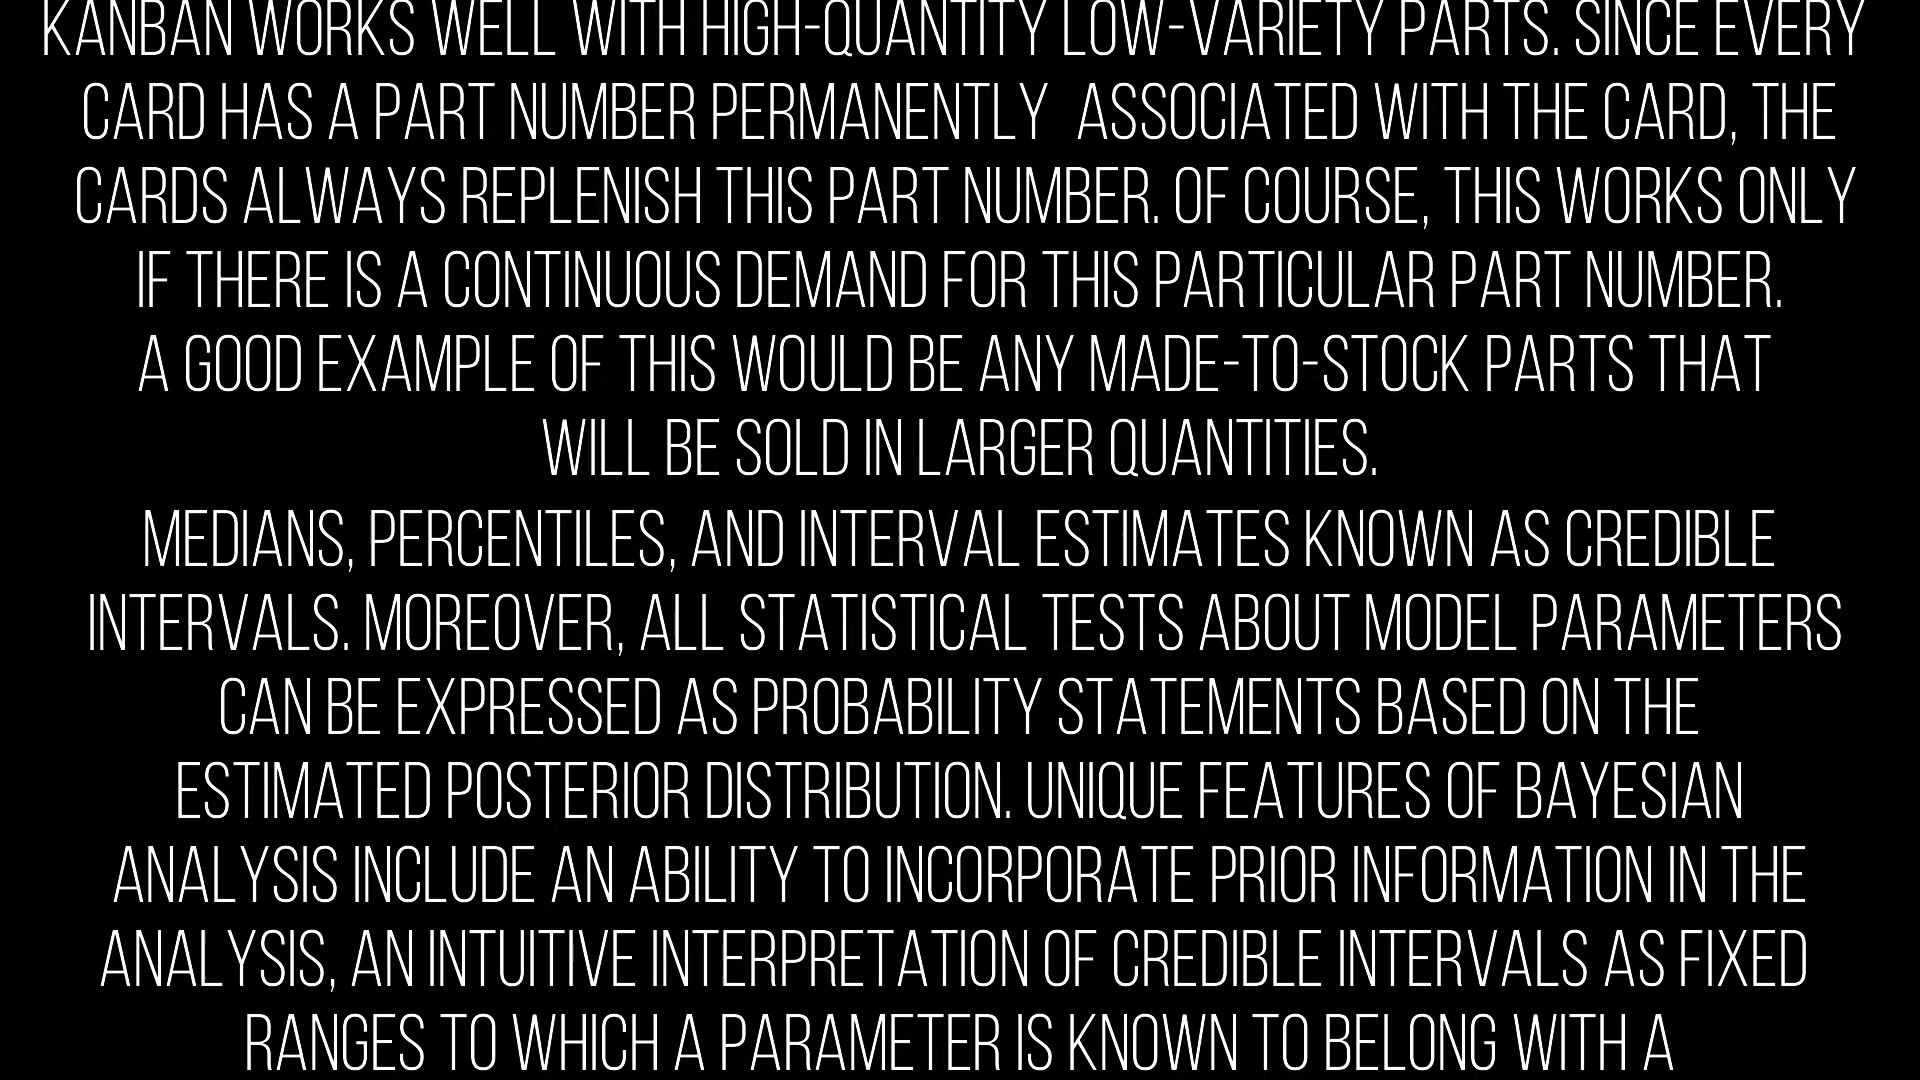 KANBAN WORKS WELL WITH HIGH-QUANTITY LOW-VARIETY PARTS. SINCE EVERY
CARD HAS A PART NUMBER PERMANENTLY ASSOCIATED WITH THE CARD, THE
CARDS ALWAYS REPLENISH THIS PART NUMBER. OF COURSE, THIS WORKS ONLY
IF THERE IS A CONTINUOUS DEMAND FOR THIS PARTICULAR PART NUMBER.
A GOOD EXAMPLE OF THIS WOULD BE ANY MADE-TO-STOCK PARTS THAT
WILL BE SOLD IN LARGER QUANTITIES.
MEDIANS, PERCENTILES, AND INTERVAL ESTIMATES KNOWN AS CREDIBLE
INTERVALS. MOREOVER, ALL STATISTICAL TESTS ABOUT MODEL PARAMETERS
CAN BE EXPRESSED AS PROBABILITY STATEMENTS BASED ON THE
ESTIMATED POSTERIOR DISTRIBUTION. UNIQUE FEATURES OF BAYESIAN
ANALYSIS INCLUDE AN ABILITY TO INCORPORATE PRIOR INFORMATION IN THE
ANALYSIS, AN INTUITIVE INTERPRETATION OF CREDIBLE INTERVALS AS FIXED
RANGES TO WHICH A PARAMETER IS KNOWN TO BELONG WITH A